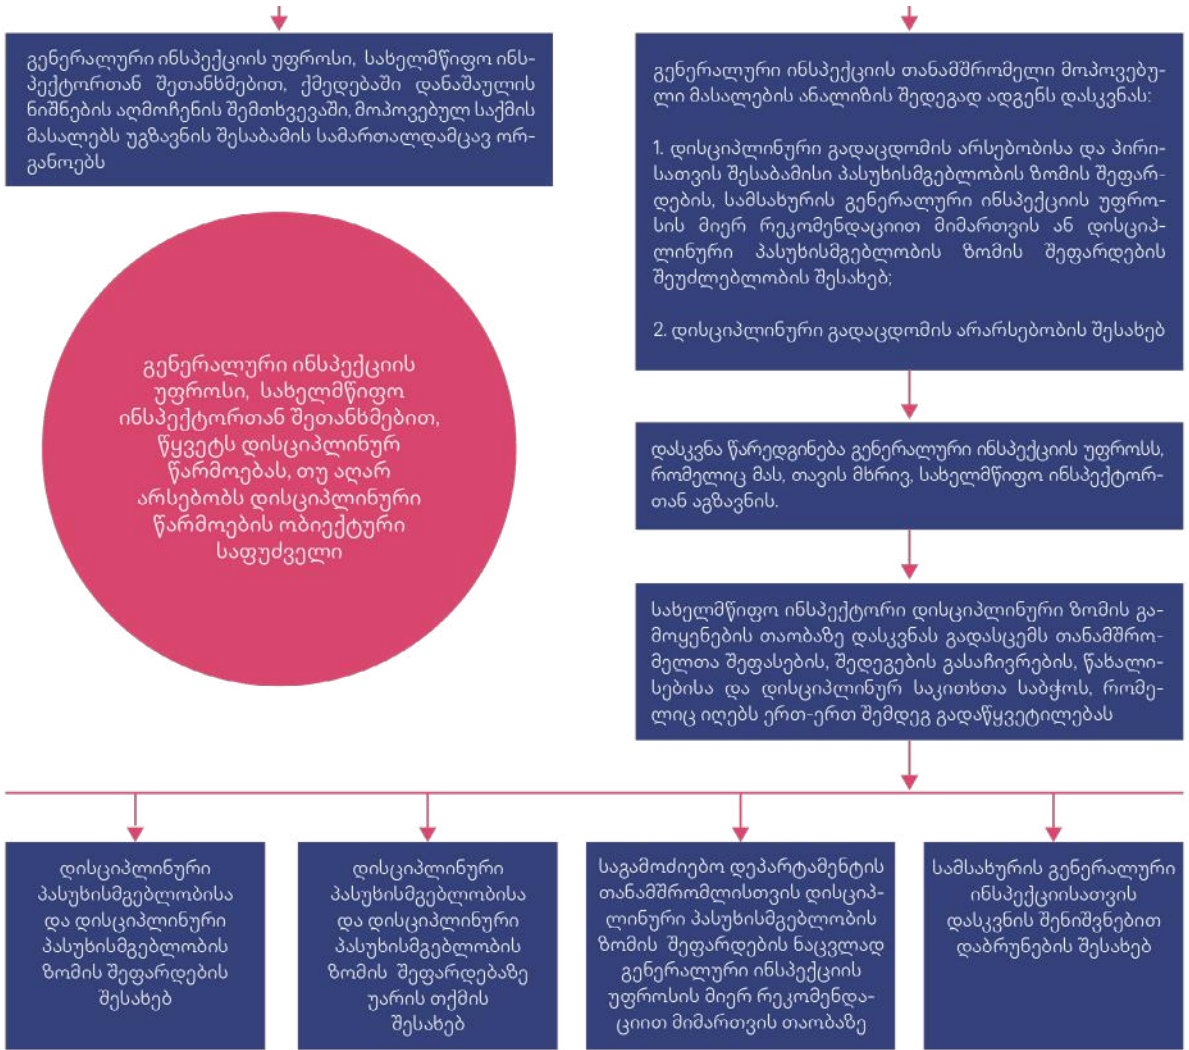 გენერალური ინსპექციის უფროსი, სახელმწიფო ინს-
პექტორთან შეთანხმებით, ქმედებაში დანაშაულის
ნიშნების აღმოჩენის შემთხვევაში, მოპოვებულ საქმის
მასალებს უგზავნის შესაბამის სამართალდამცავ ორ-
განოებს
გენერალური ინსპექციის
უფროსი, სახელმწიფო
ინსპექტორთან შეთანხმებით,
წყვეტს დისციპლინურ
წარმოებას, თუ აღარ
არსებობს დისციპლინური
წარმოების ობიექტური
საფუძველი
გენერალური ინსპექციის თანამშრომელი მოპოვებუ-
ლი მასალების ანალიზის შედეგად ადგენს დასკვნას:
1. დისციპლინური გადაცდომის არსებობისა და პირი-
სათვის შესაბამისი პასუხისმგებლობის ზომის შეფარ-
დების, სამსახურის გენერალური ინსპექციის უფრო-
სის მიერ რეკომენდაციით მიმართვის ან დისციპ-
ლინური პასუხისმგებლობის ზომის შეფარდების
შეუძლებლობის შესახებ;
2. დისციპლინური გადაცდომის არარსებობის შესახებ
დასკვნა წარედგინება გენერალური ინსპექციის უფროსს,
რომელიც მას, თავის მხრივ, სახელმწიფო ინსპექტორ-
თან აგზავნის.
სახელმწიფო ინსპექტორი დისციპლინური ზომის გა-
მოყენების თაობაზე დასკვნას გადასცემს თანამშრო-
მელთა შეფასების, შედეგების გასაჩივრების, წახალი-
სებისა და დისციპლინურ საკითხთა საბჭოს, რომე-
ლიც იღებს ერთ-ერთ შემდეგ გადაწყვეტილებას
დისციპლინური
პასუხისმგებლობისა
და დისციპლინური
პასუხისმგებლობის
ზომის შეფარდების
შესახებ
დისციპლინური
პასუხისმგებლობისა
და დისციპლინური
პასუხისმგებლობის
ზომის შეფარდებაზე
უარის თქმის
შესახებ
საგამოძიებო დეპარტამენტის
თანამშრომლისთვის დისციპ-
ლინური პასუხისმგებლობის
ზომის შეფარდების ნაცვლად
გენერალური ინსპექციის
უფროსის მიერ რეკომენდა-
ციით მიმართვის თაობაზე
სამსახურის გენერალური
ინსპექციისათვის
დასკვნის შენიშვნებით
დაბრუნების შესახებ